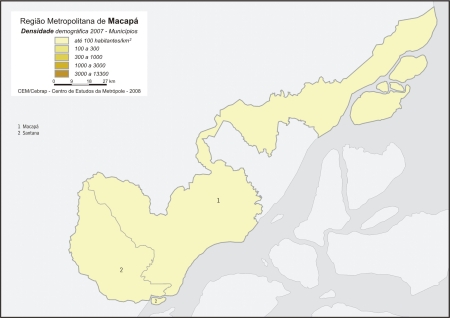 Região Metropolitana de Macapá
Densidade demográfica 2007 - Municípios
até 100 habitantes/km²
100 a 300
300 a 1000
1000 a 3000
3000 a 13300
0 9 18 27 km
CEM/Cebrap - Centro de Estudos da Metrópole - 2008
1 Macapá
2 Santana
1
2
2